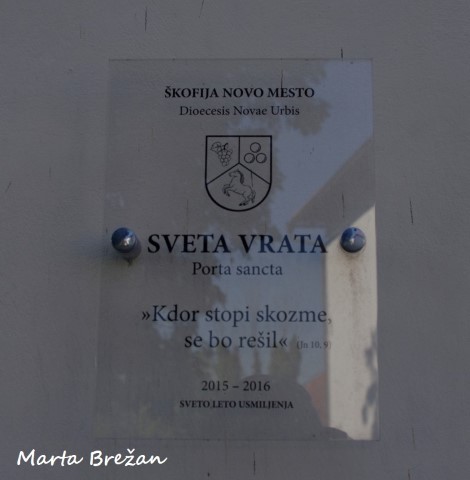 ŠKOFIJA NOVO MESTO
Dioecesis Novae Urbis
SVETA VRATA
Porta sancta
»Kdor stopi skozme,
se bo rešil« (Jn 10, 9)
2015 – 2016
SVETO LETO USMILJENJA
Marta Brežan